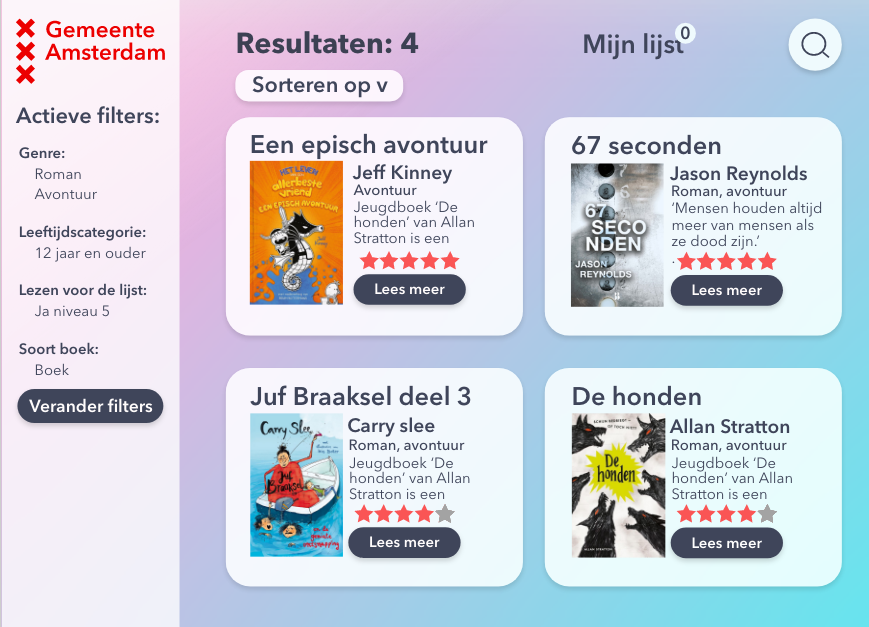 Gemeente
Amsterdam
Actieve filters:
Genre:
Roman
Avontuur
Leeftijdscategorie:
12 jaar en ouder
Lezen voor de lijst:
Ja niveau 5
Soort boek:
Boek
Verander filters
Resultaten: 4
Mijn lijst
0
Sorteren op v
Een episch avontuur
HET LEVEN
allerbeste
vriend
EEN EPISCH AVONTUUR
Jeff Kinney
Avontuur
Jeugdboek ‘De
honden’ van Allan
Stratton is een
Lees meer
67 seconden
7
6
67
SECO
NDEN
JASON
REYNOLDS
Jason Reynolds
Roman, avontuur
‘Mensen houden altijd
meer van mensen als
ze dood zijn.’
.
Lees meer
Juf Braaksel deel 3
Carry Slee
Juf
Braaksel
en de
Carry slee
Roman, avontuur
Jeugdboek ‘De
honden’ van Allan
Stratton is een
Lees meer
De honden
De
honden
ALLAN STRATTON
Allan Stratton
Roman, avontuur
Jeugdboek ‘De
honden’ van Allan
Stratton is een
Lees meer